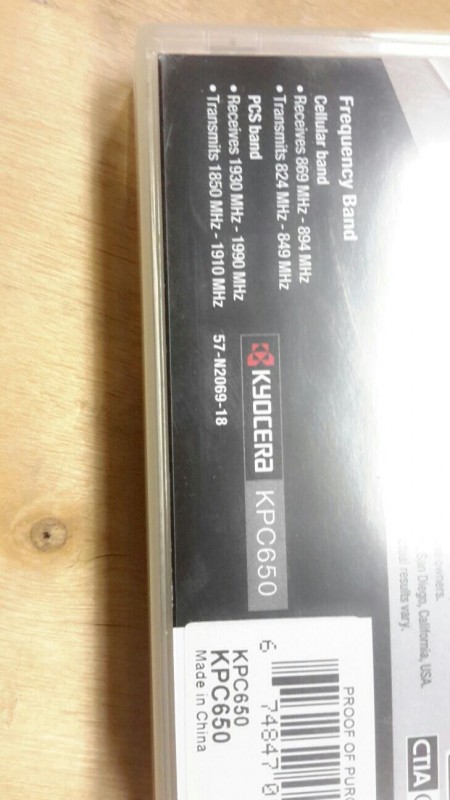 Frequency Band
Cellular band
• Receives 869 MHz - 894 MHz
• Transmits 824 MHz - 849 MHz
PCS band
• Receives 1930 MHz - 1990 MHz
• Transmits 1850 MHz - 1910 MHz
57-N2069-18
KYOCERA KPC650
San Diego, California, USA.
results vary.
CTIA
PROOF OF
6 74847 0
KPC650
KPC650
Made in China